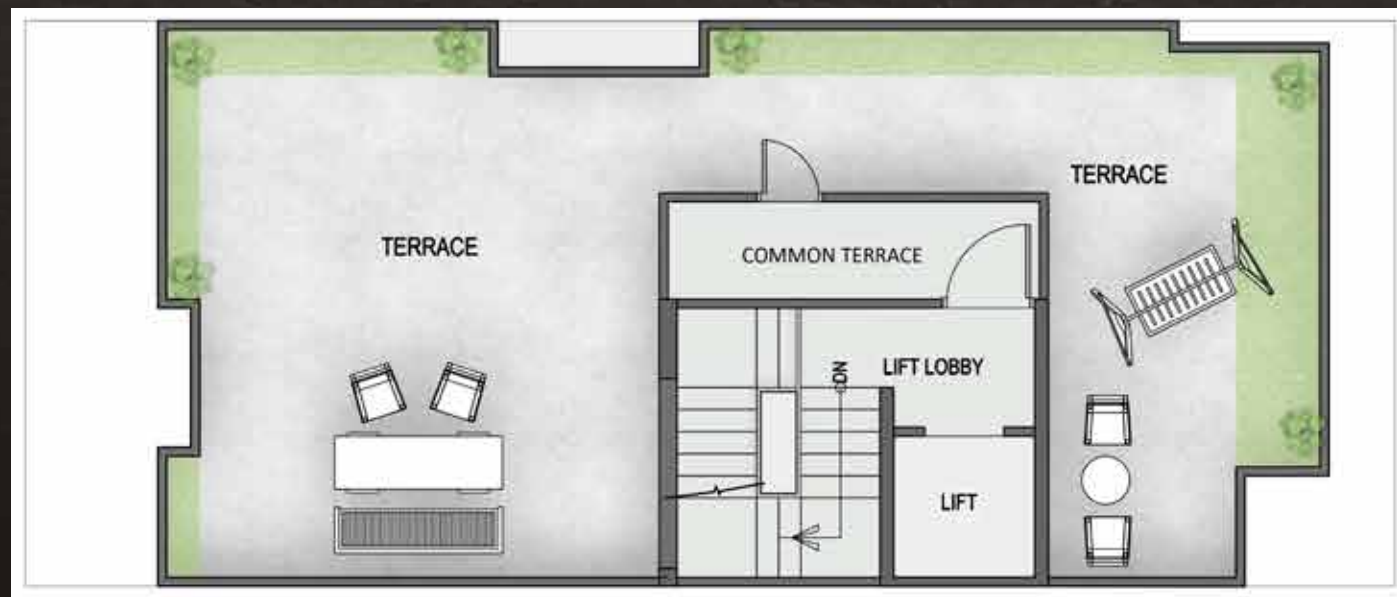 TERRACE
TERRACE
COMMON TERRACE
LIFT LOBBY
DN
LIFT